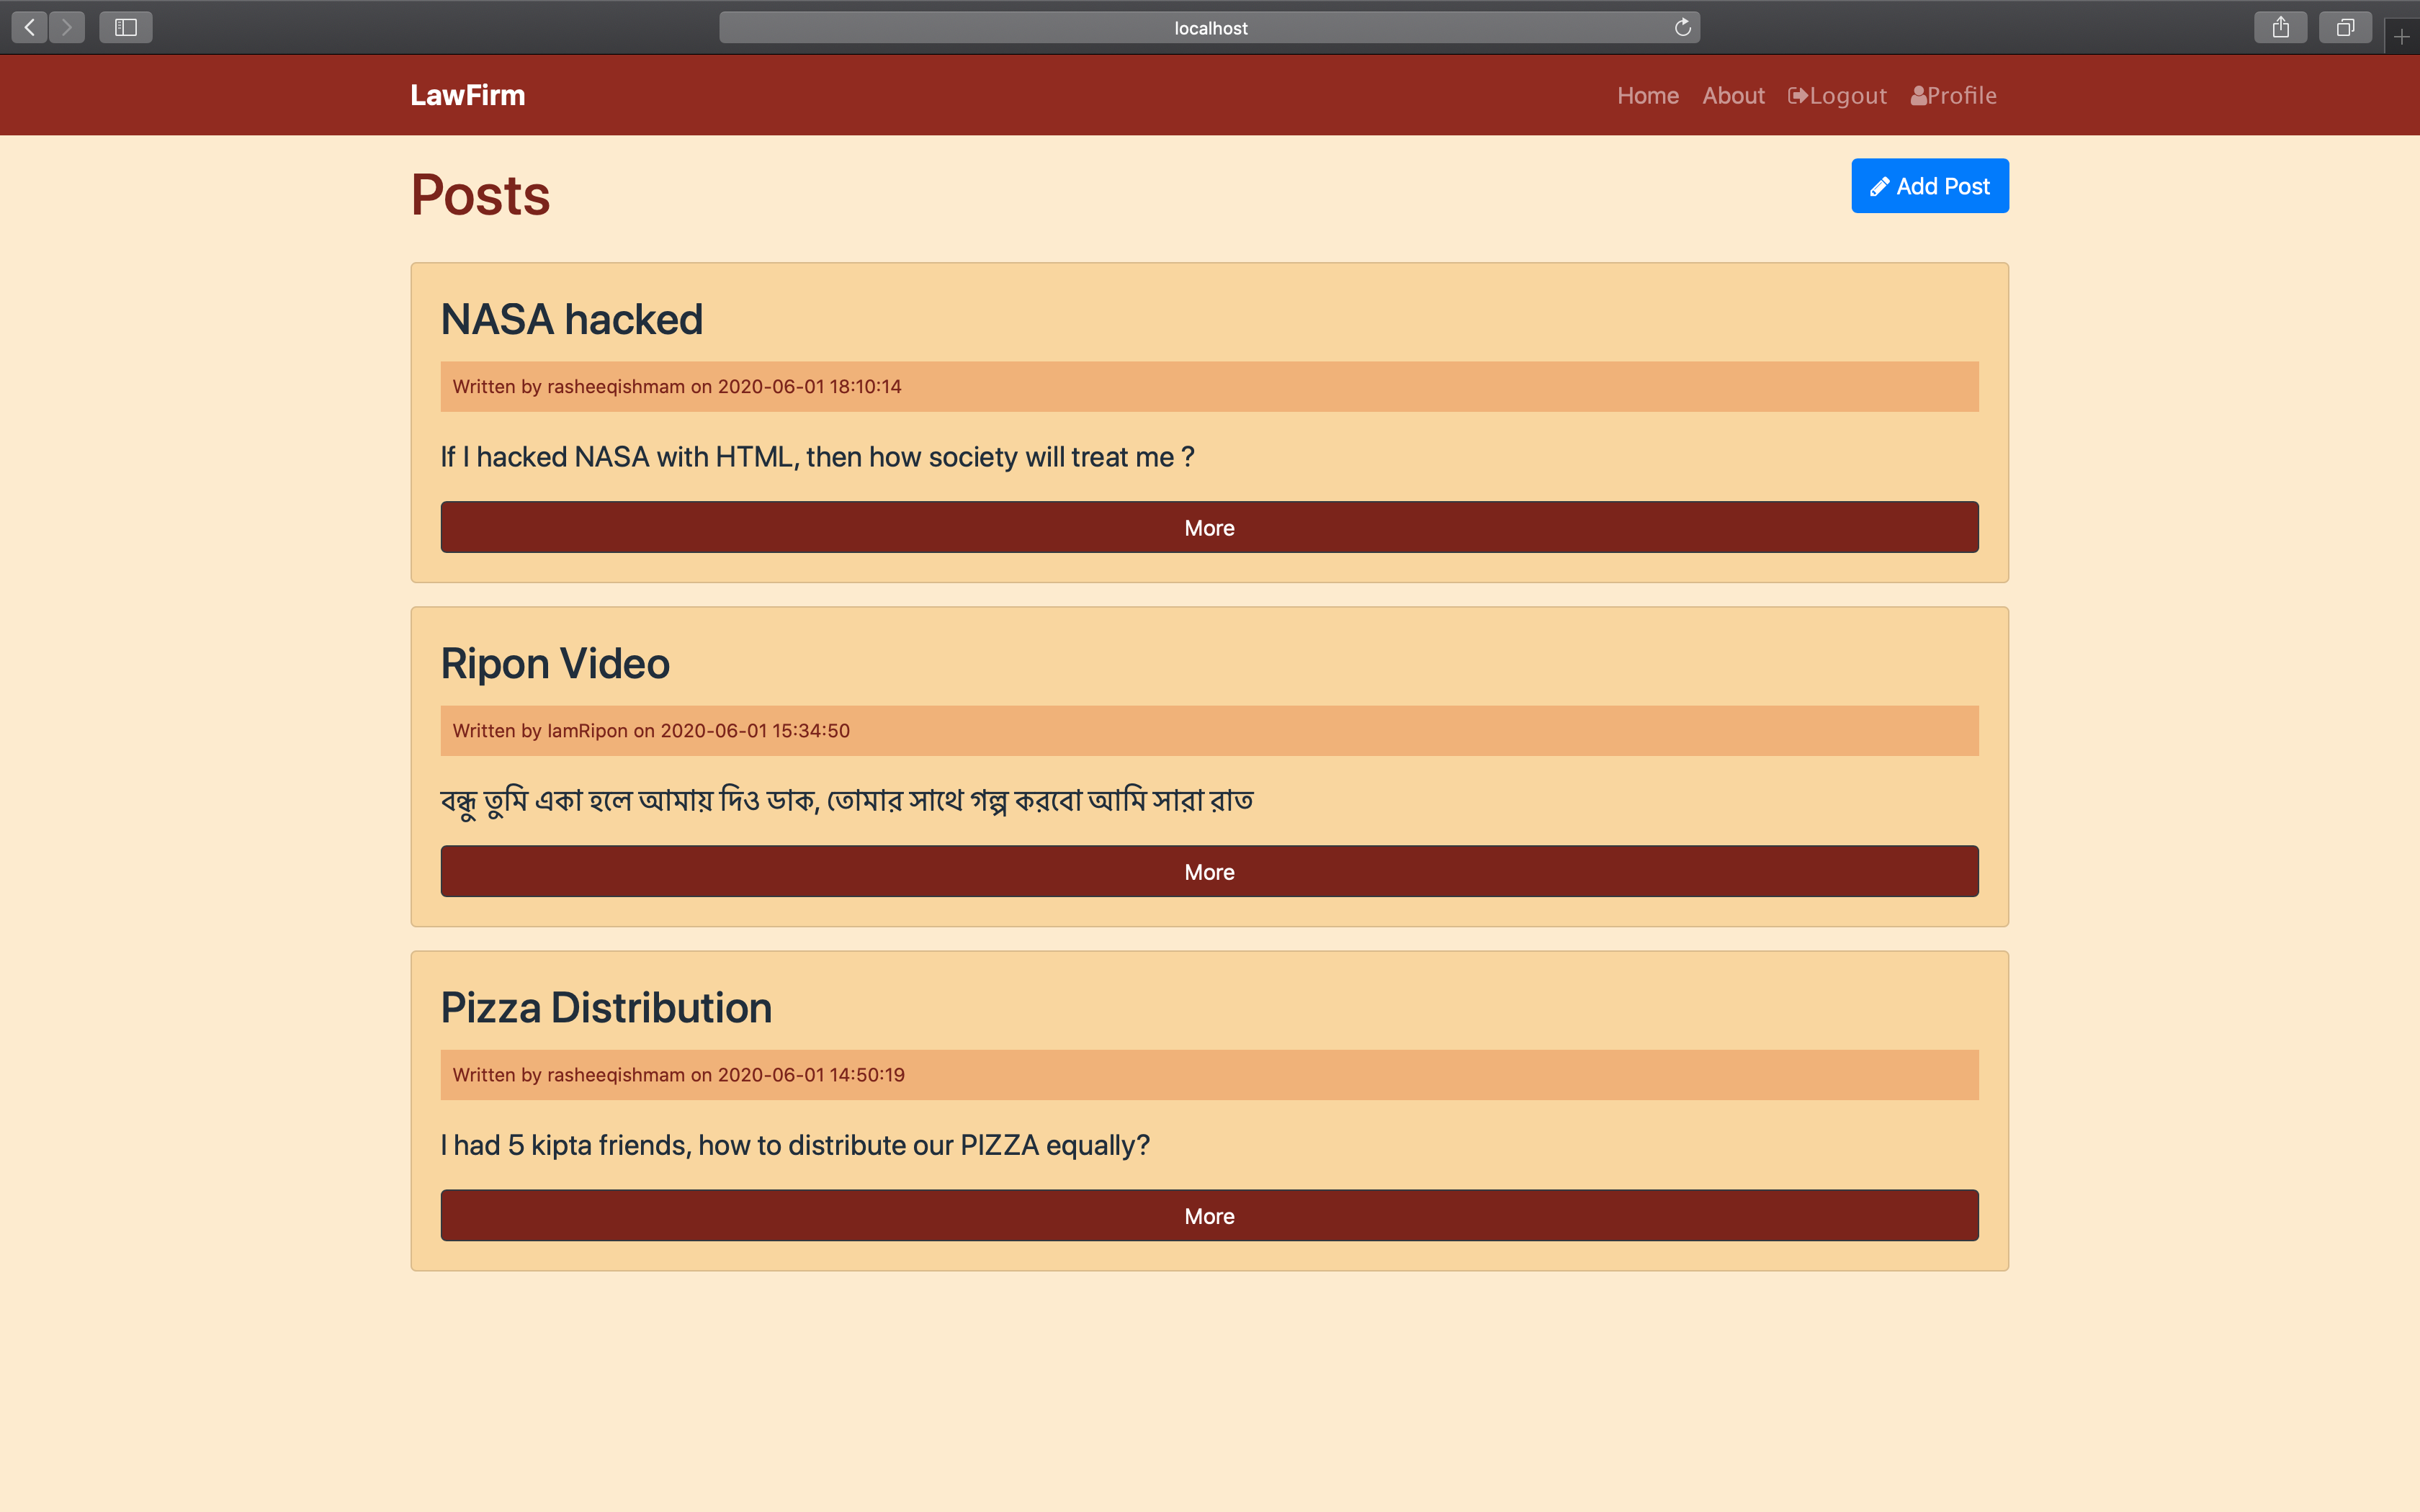 localhost
LawFirm
Home About Logout Profile
Posts
Add Post
NASA hacked
Written by rasheeqishmam on 2020-06-01 18:10:14
If I hacked NASA with HTML, then how society will treat me ?
More
Ripon Video
Written by IamRipon on 2020-06-01 15:34:50
বন্ধু তুমি একা হলে আমায় দিও ডাক, তোমার সাথে গল্প করবো আমি সারা রাত
More
Pizza Distribution
Written by rasheeqishmam on 2020-06-01 14:50:19
I had 5 kipta friends, how to distribute our PIZZA equally?
More